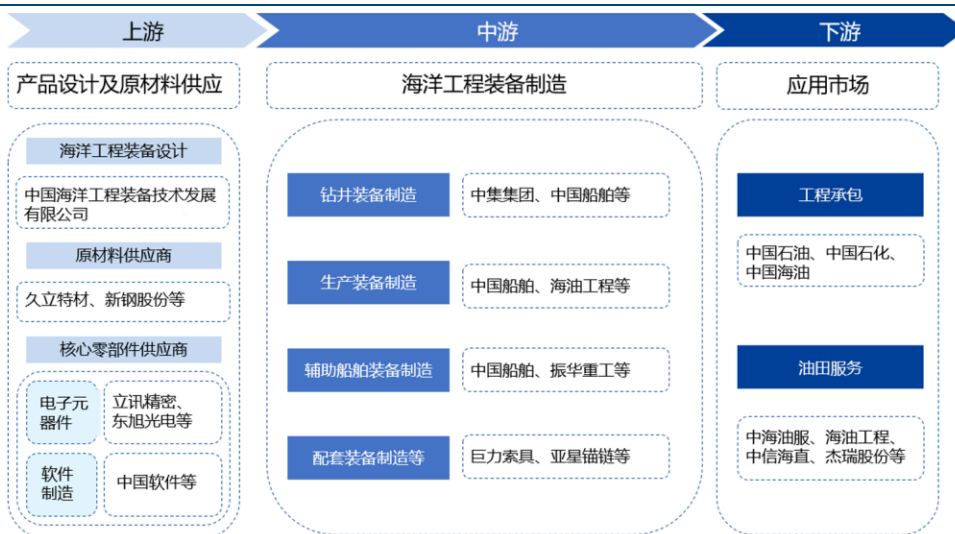 上游
中游
下游
产品设计及原材料供应
海洋工程装备制造
应用市场
海洋工程装备设计
中国海洋工程装备技术发展
有限公司
原材料供应商
久立特材、新钢股份等
核心零部件供应商
电子元
器件
立讯精密、
东旭光电等
软件
制造
中国软件等
钻井装备制造
中集集团、中国船舶等
生产装备制造
中国船舶、海油工程等
辅助船舶装备制造
中国船舶、振华重工等
配套装备制造等
巨力索具、亚星锚链等
工程承包
中国石油、中国石化、
中国海油
油田服务
中海油服、海油工程、
中信海直、杰瑞股份等